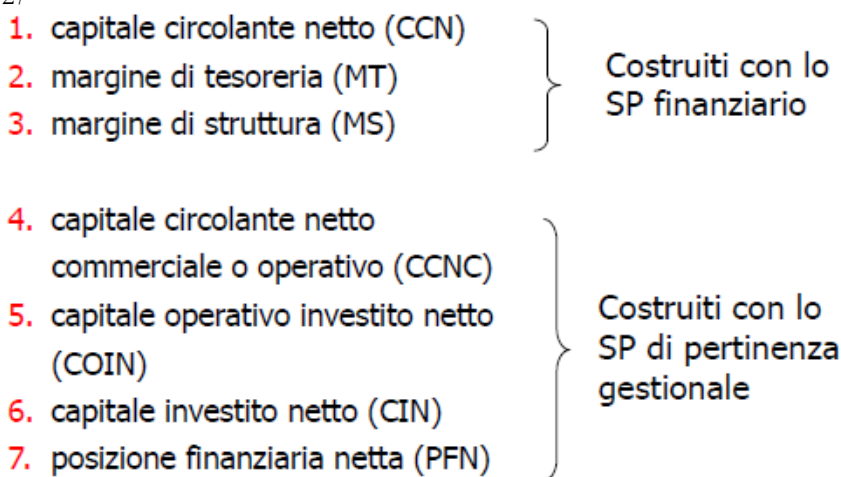 27
1. capitale circolante netto (CCN)
2. margine di tesoreria (MT)
3. margine di struttura (MS)
Costruiti con lo
SP finanziario
4. capitale circolante netto
commerciale o operativo (CCNC)
5. capitale operativo investito netto
(COIN)
6. capitale investito netto (CIN)
7. posizione finanziaria netta (PFN)
Costruiti con lo
SP di pertinenza
gestionale